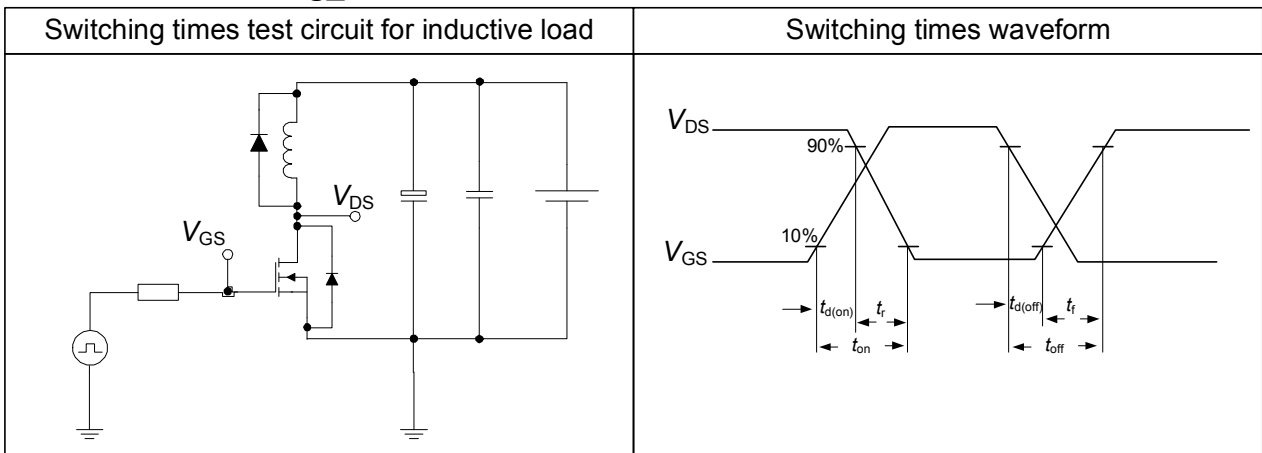 Switching times test circuit for inductive load
Switching times waveform
VDS
VGS
VDS
90%
10%
VGS
td(on)
tr
td(off)
tf
ton
toff